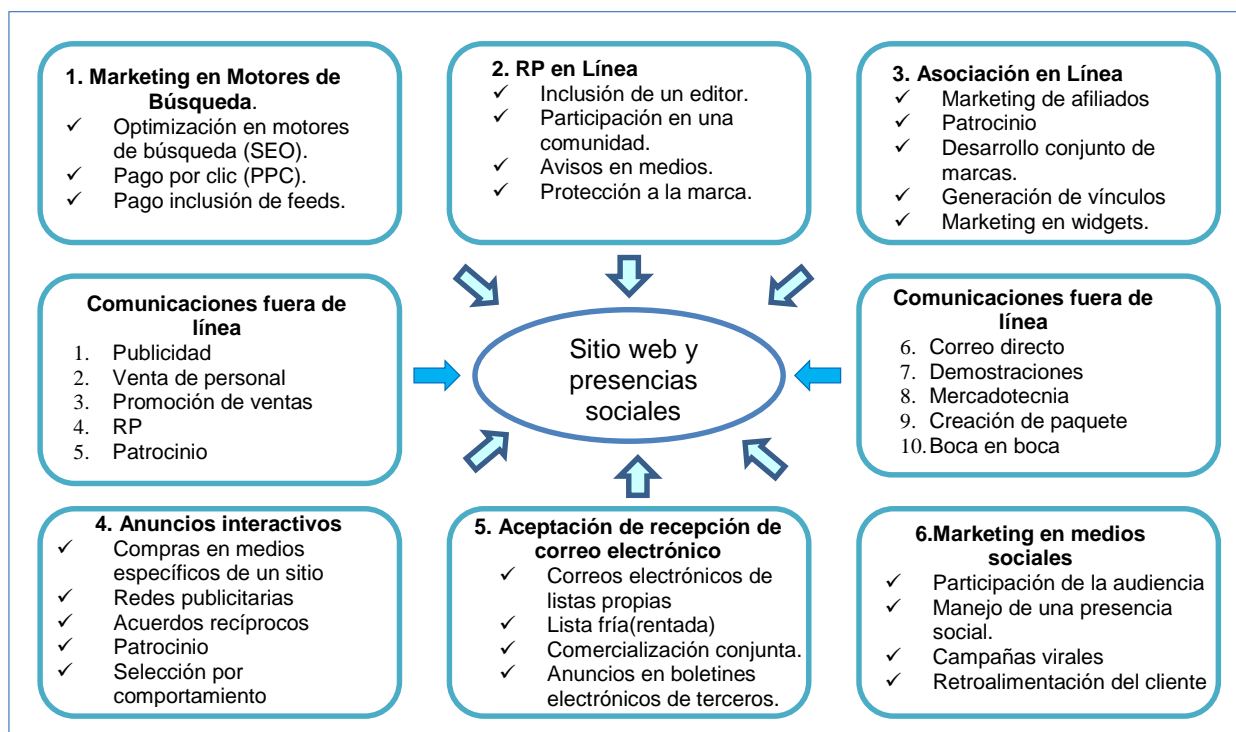 1. Marketing en Motores de
Búsqueda.
✓ Optimización en motores
de búsqueda (SEO).
✓ Pago por clic (PPC).
✓ Pago inclusión de feeds.
2. RP en Línea
✓ Inclusión de un editor.
✓ Participación en una
comunidad.
✓ Avisos en medios.
✓ Protección a la marca.
3. Asociación en Línea
✓ Marketing de afiliados
✓ Patrocinio
✓ Desarrollo conjunto de
marcas.
✓ Generación de vínculos
✓ Marketing en widgets.
Comunicaciones fuera de
línea
1. Publicidad
2. Venta de personal
3. Promoción de ventas
4. RP
5. Patrocinio
Sitio web y
presencias
sociales
Comunicaciones fuera de
línea
6. Correo directo
7. Demostraciones
8. Mercadotecnia
9. Creación de paquete
10. Boca en boca
4. Anuncios interactivos
✓ Compras en medios
específicos de un sitio
✓ Redes publicitarias
✓ Acuerdos recíprocos
✓ Patrocinio
✓ Selección por
comportamiento
5. Aceptación de recepción de
correo electrónico
✓ Correos electrónicos de
listas propias
✓ Lista fría(rentada)
✓ Comercialización conjunta.
✓ Anuncios en boletines
electrónicos de terceros.
6.Marketing en medios
sociales
✓ Participación de la audiencia
✓ Manejo de una presencia
social.
✓ Campañas virales
✓ Retroalimentación del cliente